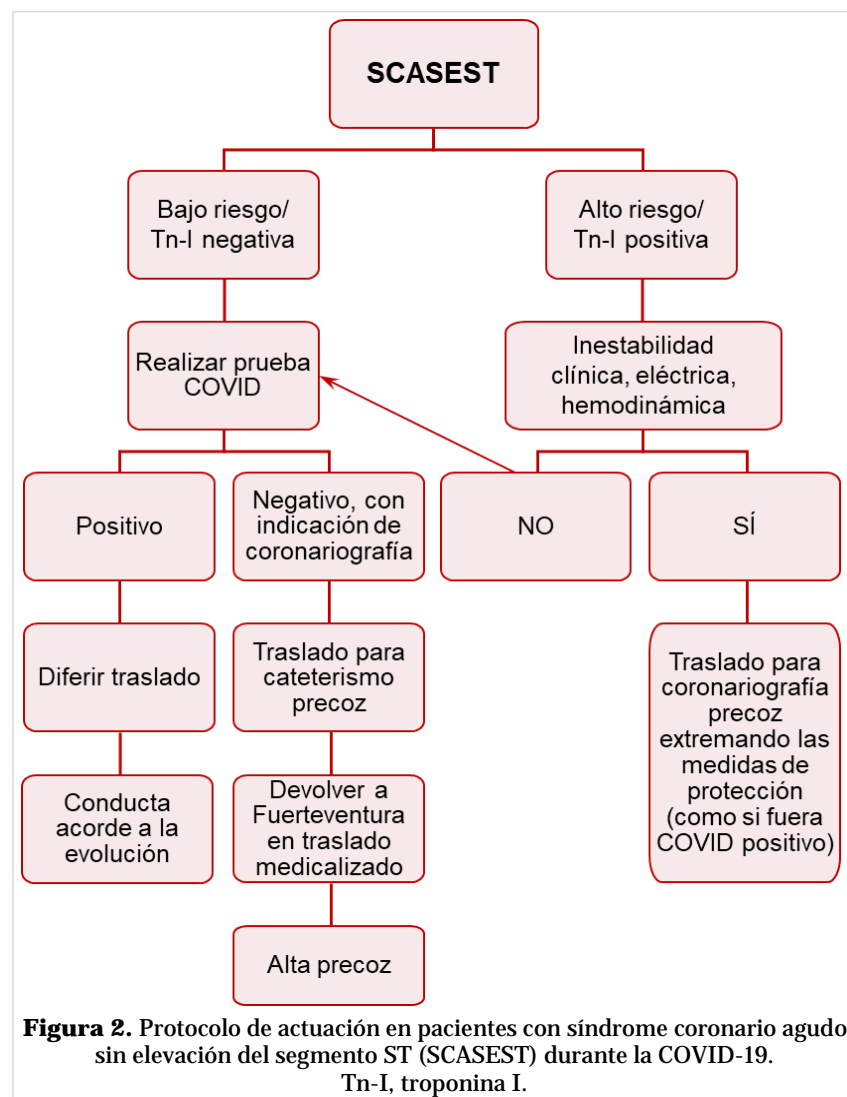 SCASEST
Bajo riesgo/
Tn-I negativa
Alto riesgo/
Tn-I positiva
Realizar prueba
COVID
Inestabilidad
clínica, eléctrica,
hemodinámica
Positivo
Negativo, con
indicación de
coronariografía
NO
SÍ
Diferir traslado
Traslado para
cateterismo
precoz
Traslado para
coronariografía
precoz
extremando las
medidas de
protección
(como si fuera
COVID positivo)
Conducta
acorde a la
evolución
Devolver a
Fuerteventura
en traslado
medicalizado
Alta precoz
Figura 2. Protocolo de actuación en pacientes con síndrome coronario agudo
sin elevación del segmento ST (SCASEST) durante la COVID-19.
Tn-I, troponina I.